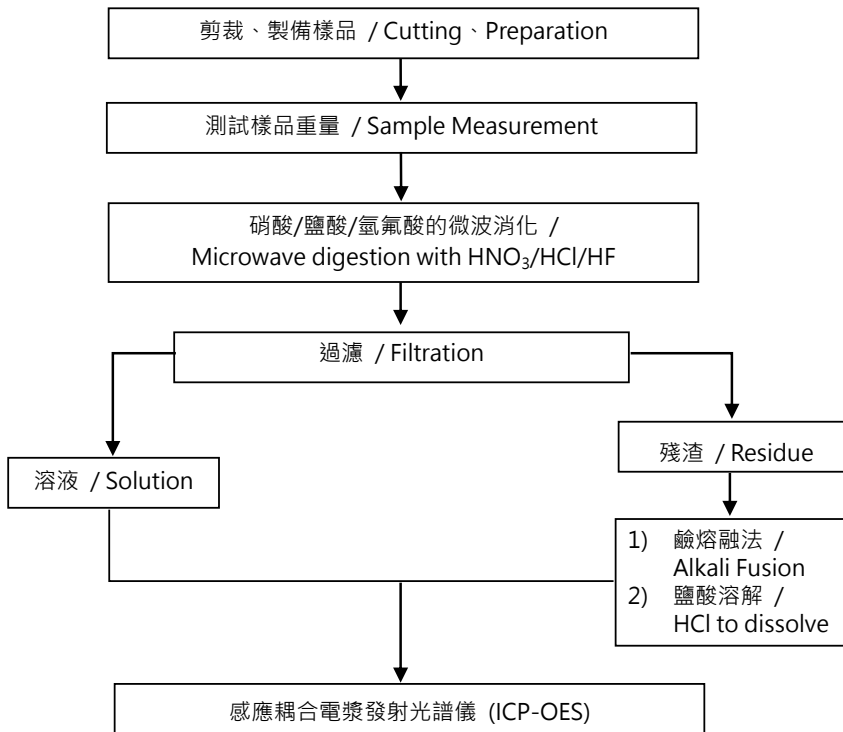 剪裁、製備樣品 / Cutting、Preparation
測試樣品重量 / Sample Measurement
硝酸/鹽酸/氫氟酸的微波消化 /
Microwave digestion with HNO₃/HCl/HF
過濾 / Filtration
溶液 / Solution
殘渣 / Residue
1) 鹼熔融法 /
Alkali Fusion
2) 鹽酸溶解 /
HCl to dissolve
感應耦合電漿發射光譜儀 (ICP-OES)